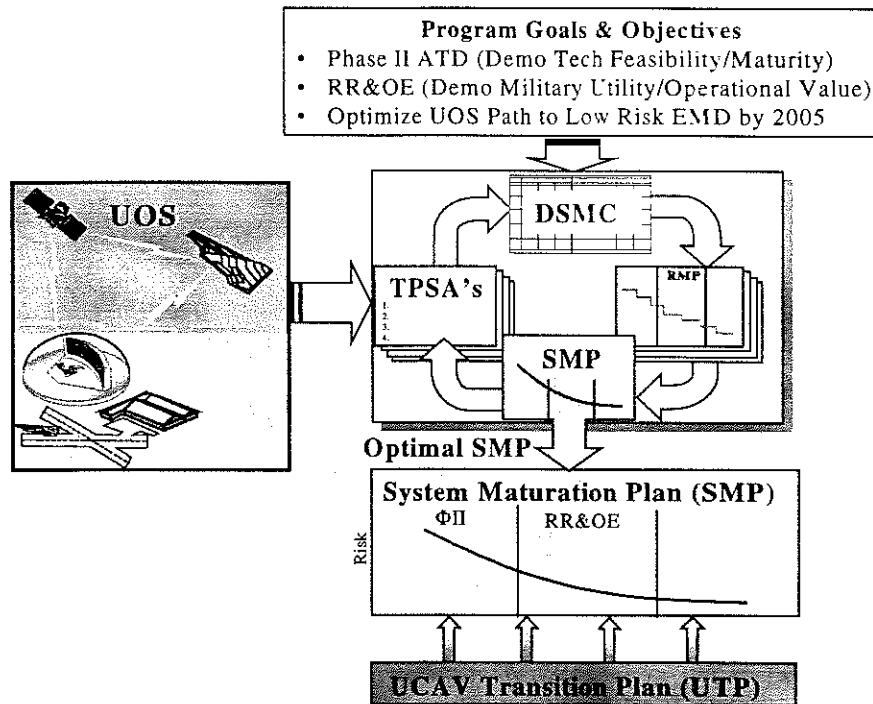 Program Goals & Objectives
• Phase II ATD (Demo Tech Feasibility/Maturity)
• RR&OE (Demo Military Utility/Operational Value)
• Optimize UOS Path to Low Risk EMD by 2005
UOS
DSMC
TPSA's
1.
2.
3.
4.
RMP
SMP
Optimal SMP
System Maturation Plan (SMP)
ΦII
RR&OE
Risk
UCAV Transition Plan (UTP)